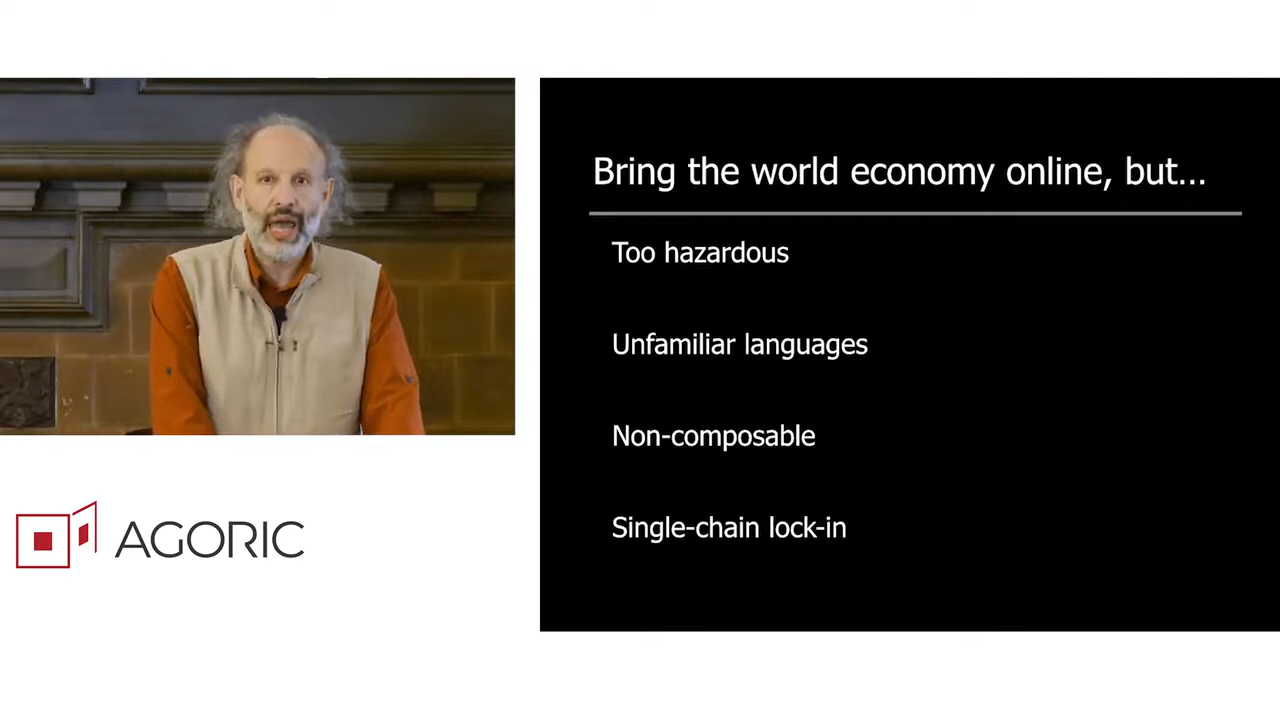 Bring the world economy online, but...
Too hazardous
Unfamiliar languages
Non-composable
Single-chain lock-in
AGORIC